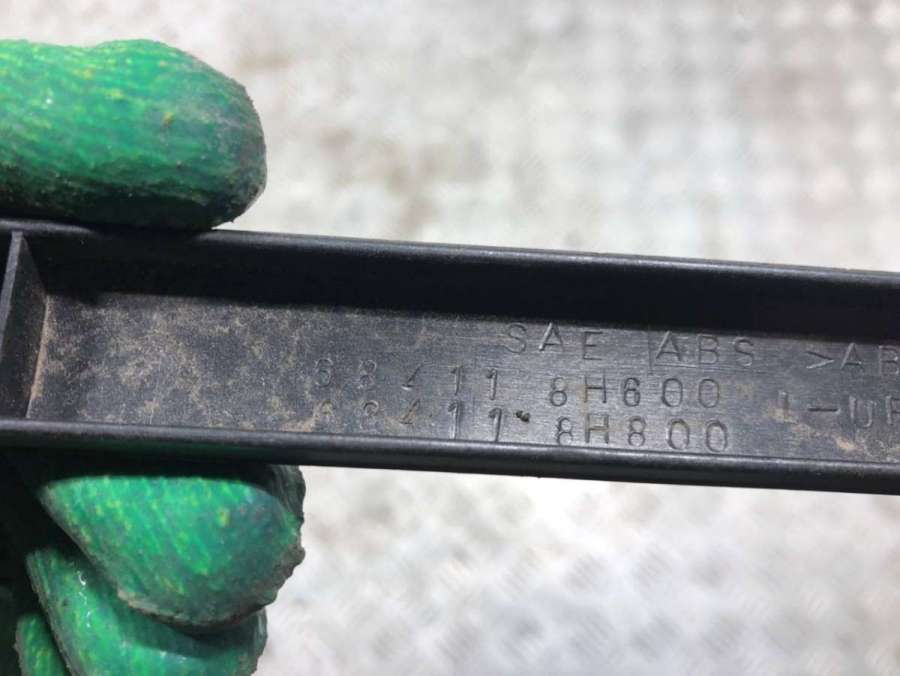 SAE ABS >AB
68411 8H600 L-UP
68411 8H800